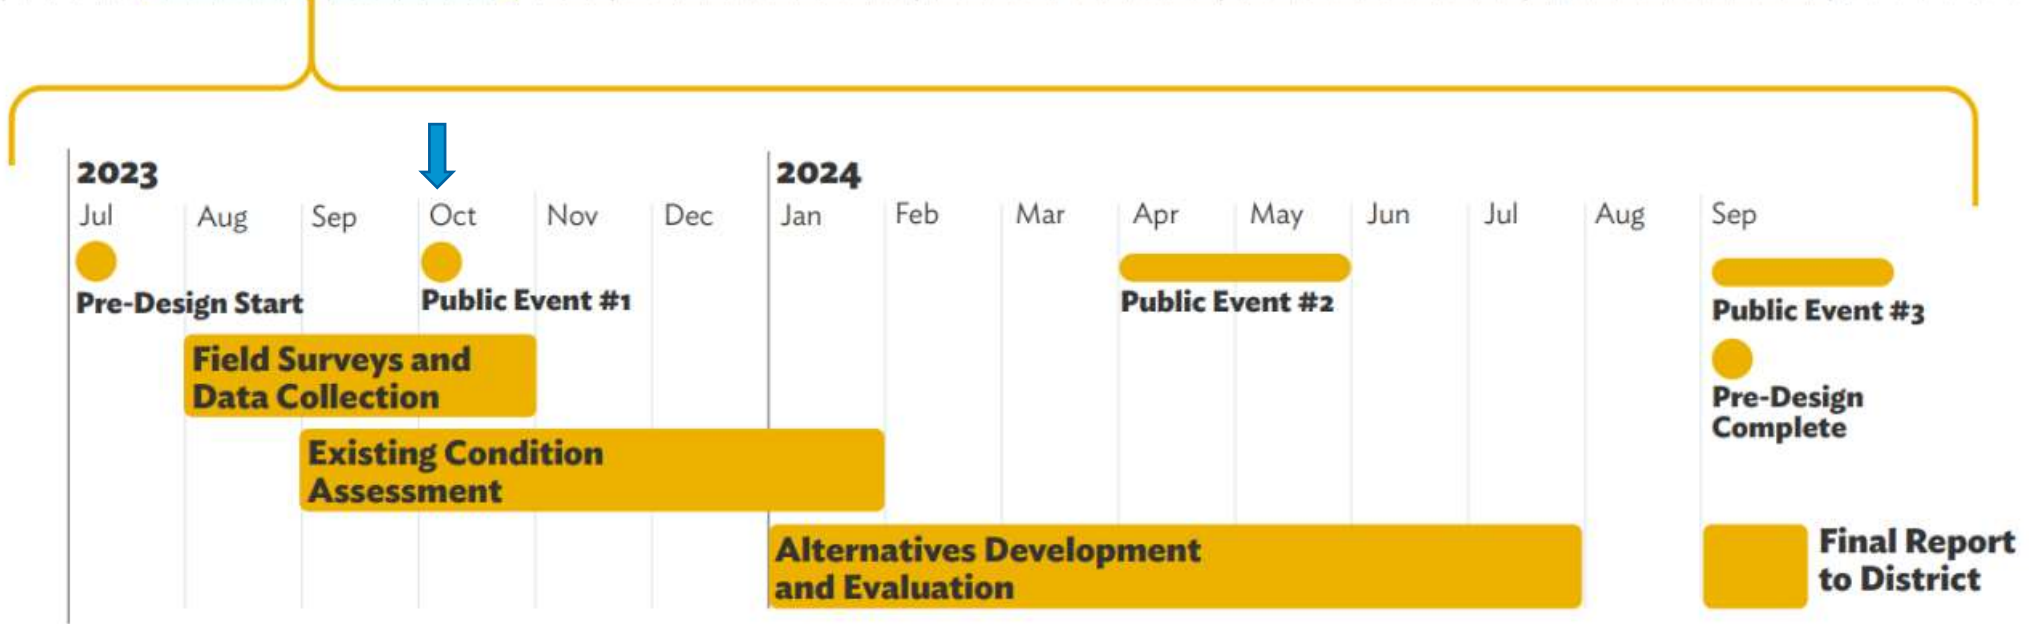 2023
2024
Jul
Aug
Sep
Oct
Nov
Dec
Jan
Feb
Mar
Apr
May
Jun
Jul
Aug
Sep
Pre-Design Start
Public Event #1
Public Event #2
Public Event #3
Field Surveys and
Data Collection
Pre-Design
Complete
Existing Condition
Assessment
Alternatives Development
and Evaluation
Final Report
to District